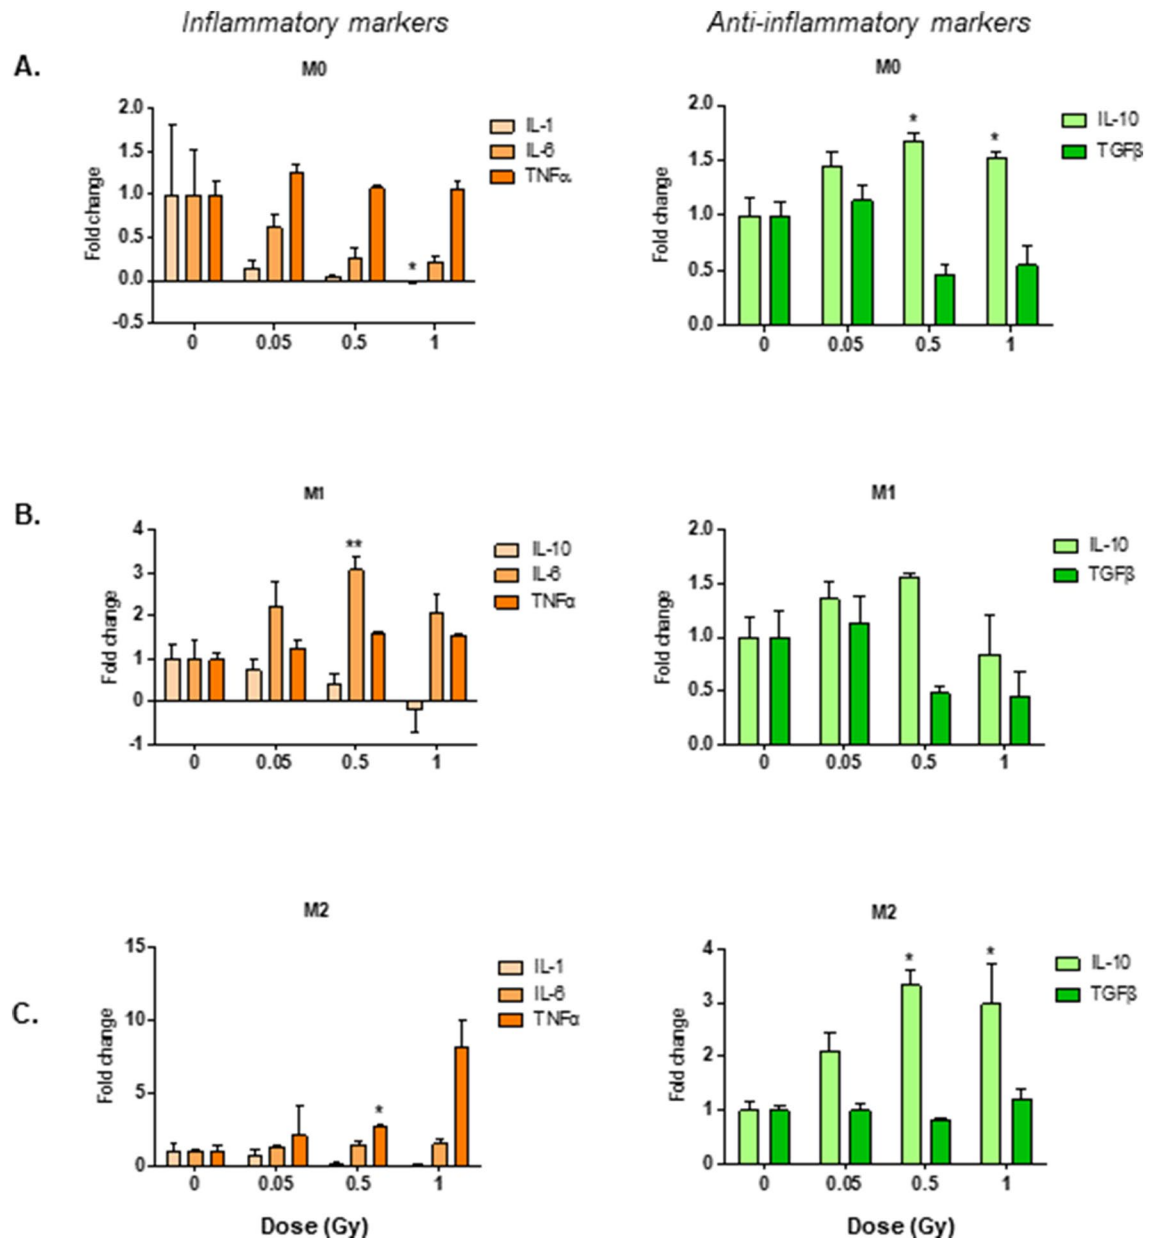 Inflammatory markers
Anti-inflammatory markers
A.
M0
Fold change
2.0
1.5
1.0
0.5
0.0
-0.5
0
0.05
0.5
1
*
IL-1
IL-6
TNFα
M0
Fold change
2.0
1.5
1.0
0.5
0.0
0
0.05
0.5
1
*
*
IL-10
TGFβ
B.
M1
Fold change
4
3
2
1
0
-1
0
0.05
0.5
1
**
IL-10
IL-6
TNFα
M1
Fold change
2.0
1.5
1.0
0.5
0.0
0
0.05
0.5
1
IL-10
TGFβ
C.
M2
Fold change
15
10
5
0
0
0.05
0.5
1
*
IL-1
IL-6
TNFα
Dose (Gy)
M2
Fold change
4
3
2
1
0
0
0.05
0.5
1
*
*
IL-10
TGFβ
Dose (Gy)